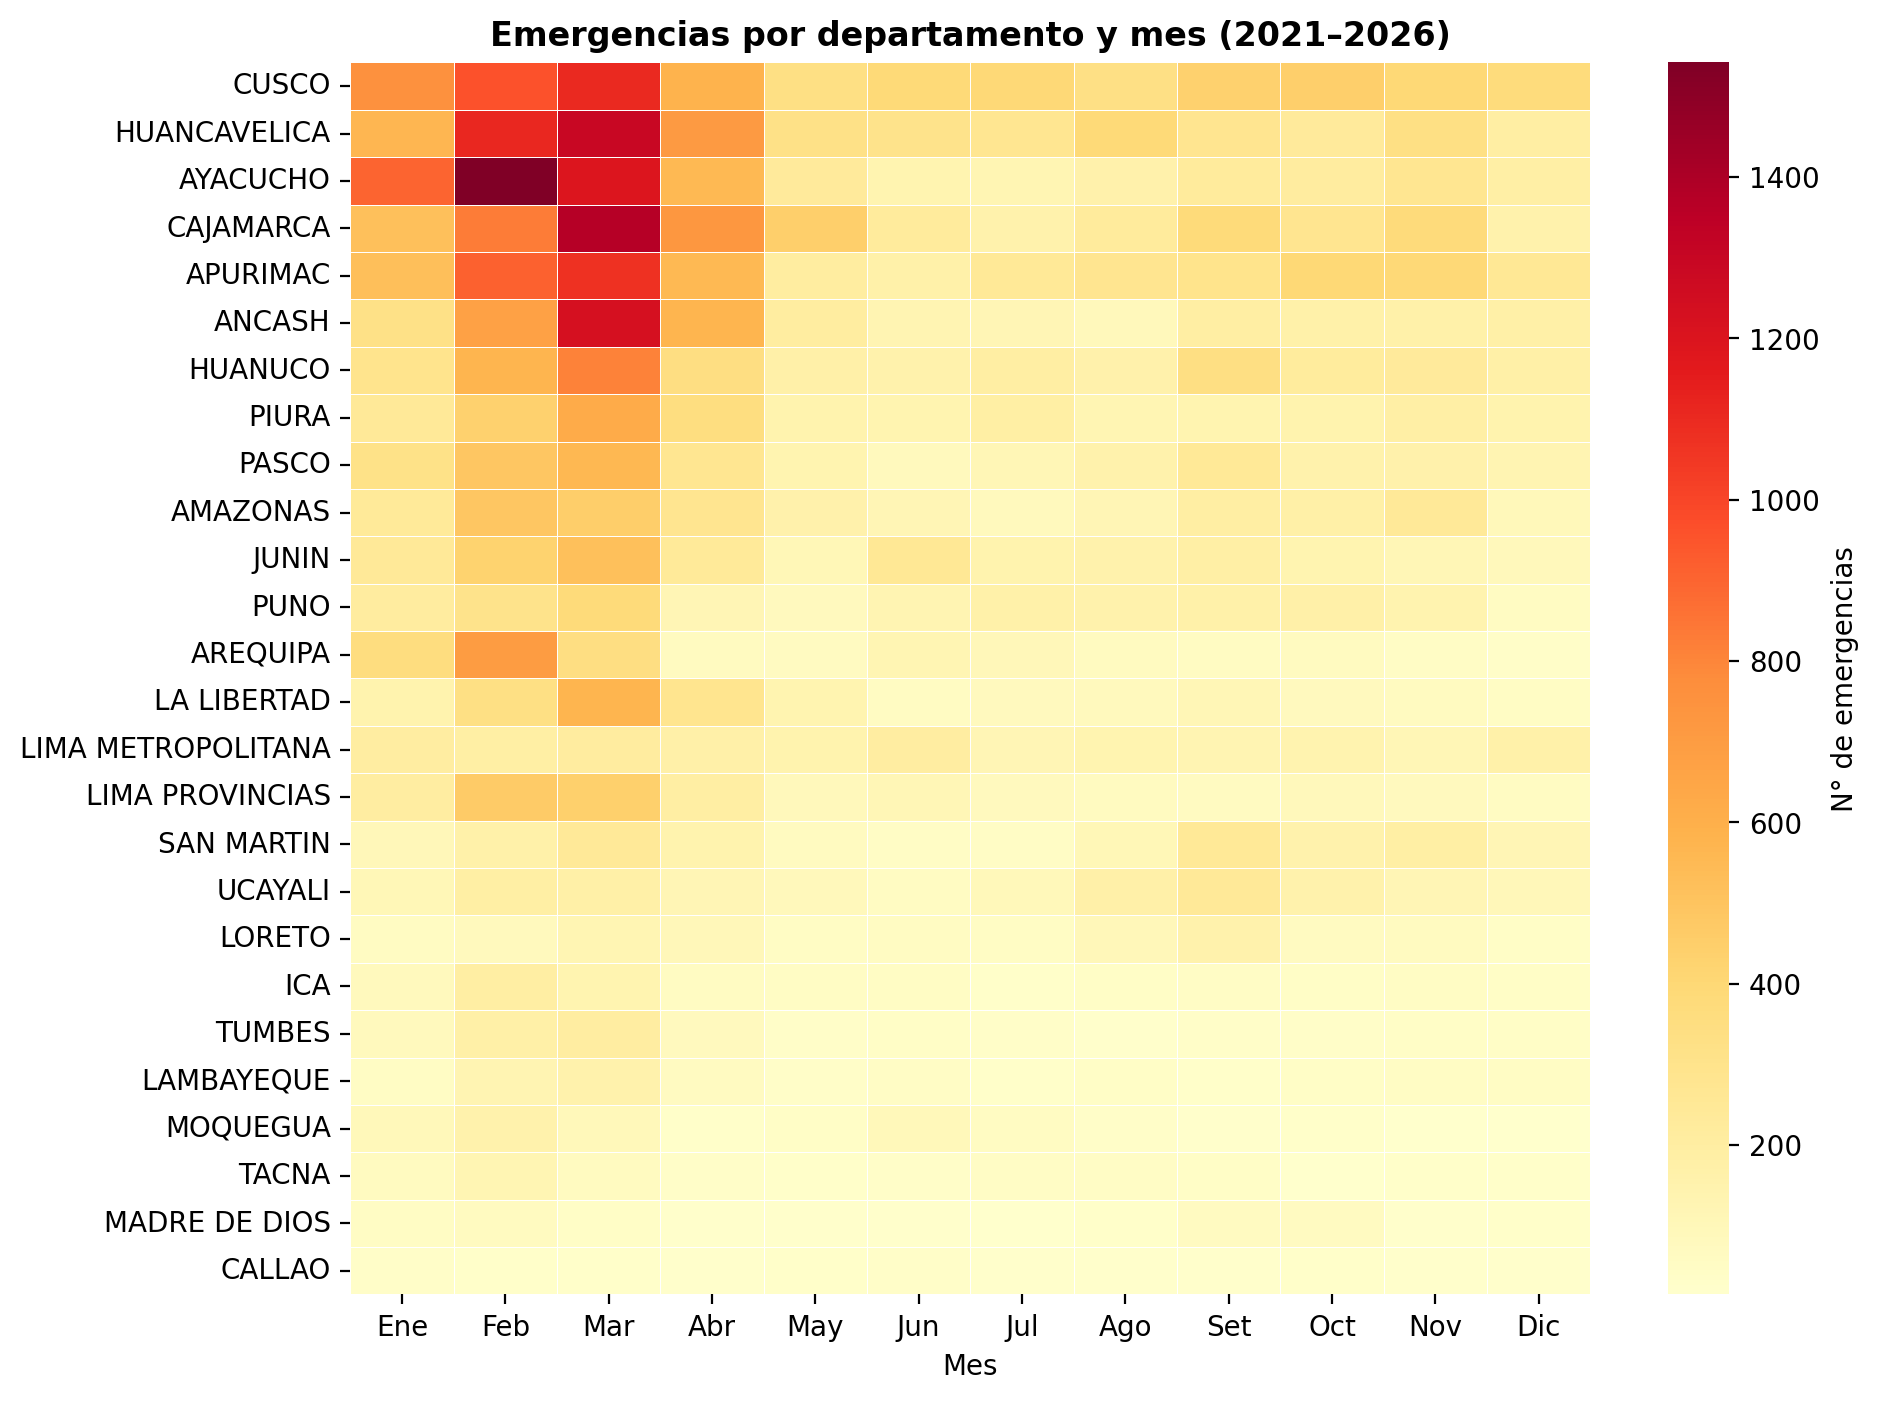 Emergencias por departamento y mes (2021–2026)
CUSCO
HUANCAVELICA
AYACUCHO
CAJAMARCA
APURIMAC
ANCASH
HUANUCO
PIURA
PASCO
AMAZONAS
JUNIN
PUNO
AREQUIPA
LA LIBERTAD
LIMA METROPOLITANA
LIMA PROVINCIAS
SAN MARTIN
UCAYALI
LORETO
ICA
TUMBES
LAMBAYEQUE
MOQUEGUA
TACNA
MADRE DE DIOS
CALLAO
Ene Feb Mar Abr May Jun Jul Ago Set Oct Nov Dic
Mes
1400
1200
1000
800
600
400
200
N° de emergencias